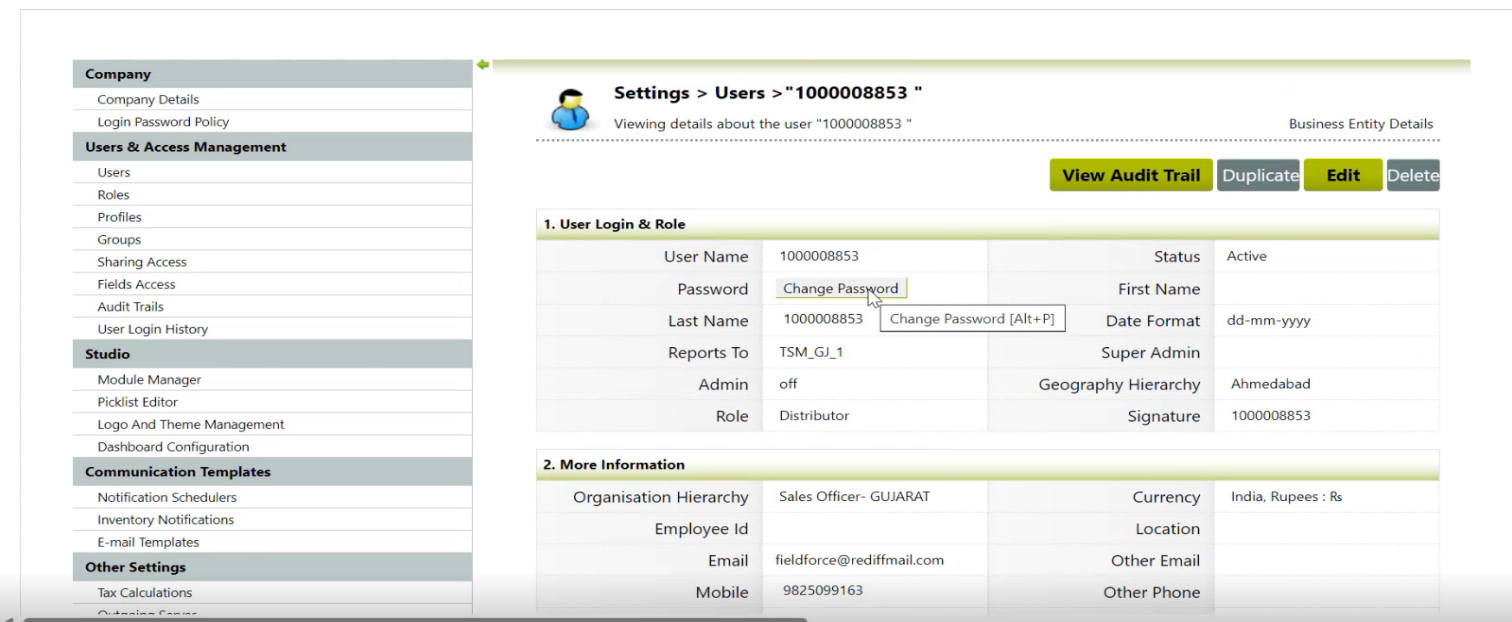 Company
Company Details
Login Password Policy
Users & Access Management
Users
Roles
Profiles
Groups
Sharing Access
Fields Access
Audit Trails
User Login History
Studio
Module Manager
Picklist Editor
Logo And Theme Management
Dashboard Configuration
Communication Templates
Notification Schedulers
Inventory Notifications
E-mail Templates
Other Settings
Tax Calculations
Outgoing Server
Settings > Users >"1000008853 "
Viewing details about the user "1000008853 "
Business Entity Details
View Audit Trail Duplicate Edit Delete
1. User Login & Role
User Name 1000008853 Status Active
Password Change Password First Name
Change Password [Alt+P]
Last Name 1000008853 Date Format dd-mm-yyyy
Reports To TSM_GJ_1 Super Admin
Admin off Geography Hierarchy Ahmedabad
Role Distributor Signature 1000008853
2. More Information
Organisation Hierarchy Sales Officer- GUJARAT Currency India, Rupees : ₨
Employee Id Location
Email fieldforce@rediffmail.com Other Email
Mobile 9825099163 Other Phone